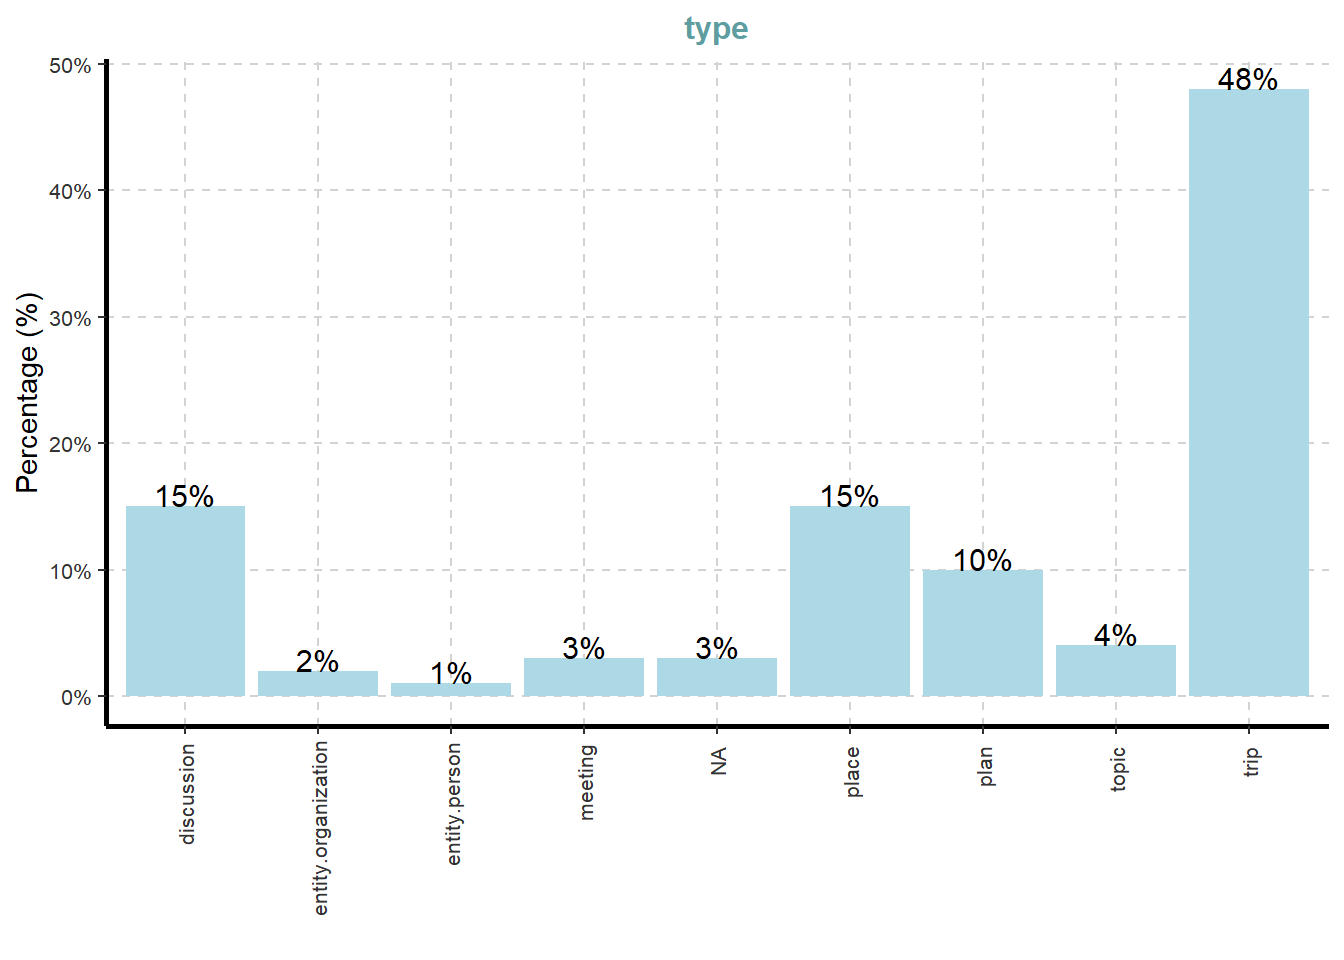 type
Percentage (%)
50%
40%
30%
20%
10%
0%
15%
2%
1%
3%
3%
15%
10%
4%
48%
discussion
entity.organization
entity.person
meeting
NA
place
plan
topic
trip